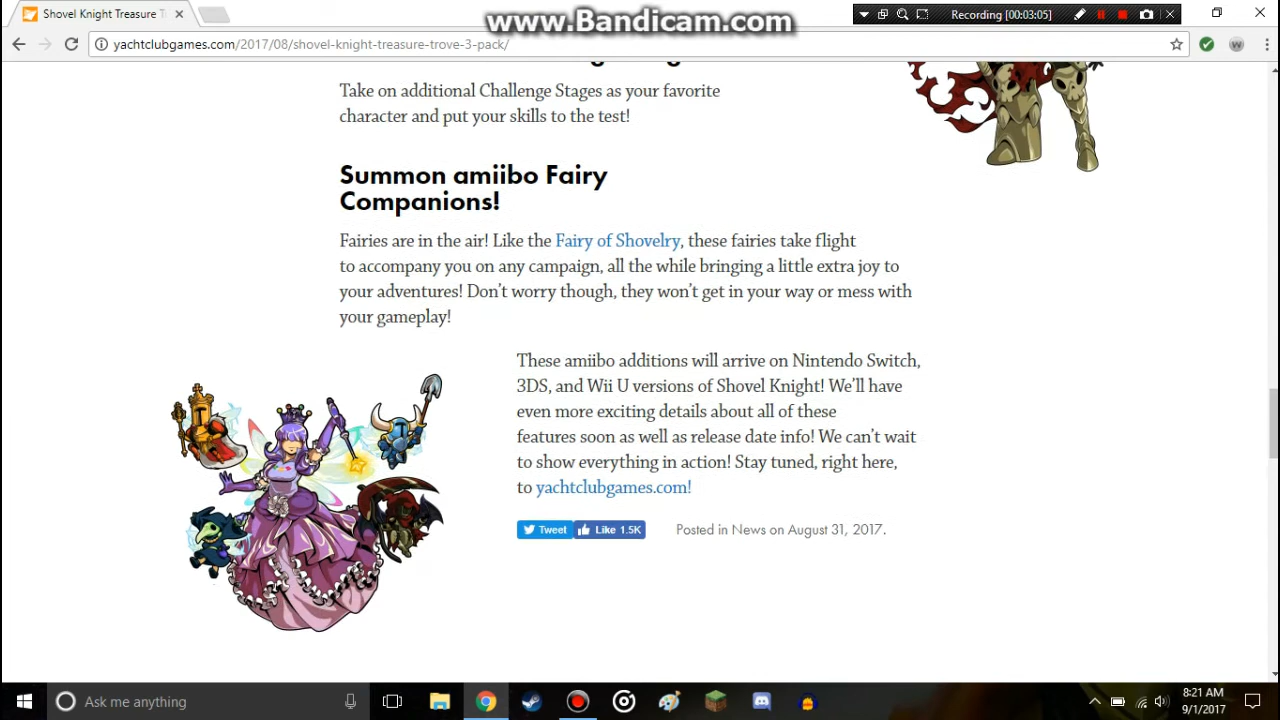 www.Bandicam.com
Shovel Knight Treasure T
Recording [00:03:05]
yachtclubgames.com/2017/08/shovel-knight-treasure-trove-3-pack/
Take on additional Challenge Stages as your favorite
character and put your skills to the test!
Summon amiibo Fairy
Companions!
Fairies are in the air! Like the Fairy of Shovelry, these fairies take flight
to accompany you on any campaign, all the while bringing a little extra joy to
your adventures! Don't worry though, they won't get in your way or mess with
your gameplay!
These amiibo additions will arrive on Nintendo Switch,
3DS, and Wii U versions of Shovel Knight! We'll have
even more exciting details about all of these
features soon as well as release date info! We can't wait
to show everything in action! Stay tuned, right here,
to yachtclubgames.com!
Tweet Like 1.5K Posted in News on August 31, 2017.
Ask me anything
8:21 AM
9/1/2017